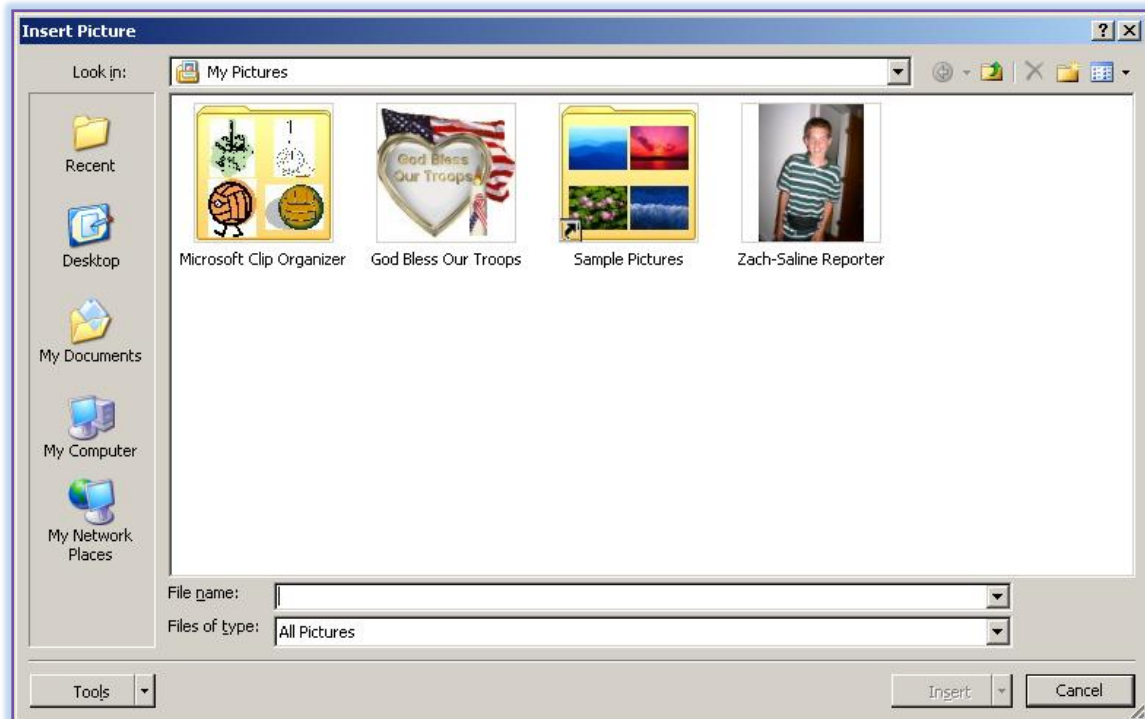 Insert Picture
Look in:
My Pictures
Recent
Desktop
My Documents
My Computer
My Network
Places
God Bless
Our Troops
Microsoft Clip Organizer
God Bless Our Troops
Sample Pictures
Zach-Saline Reporter
File name:
Files of type:
All Pictures
Tools
Insert
Cancel